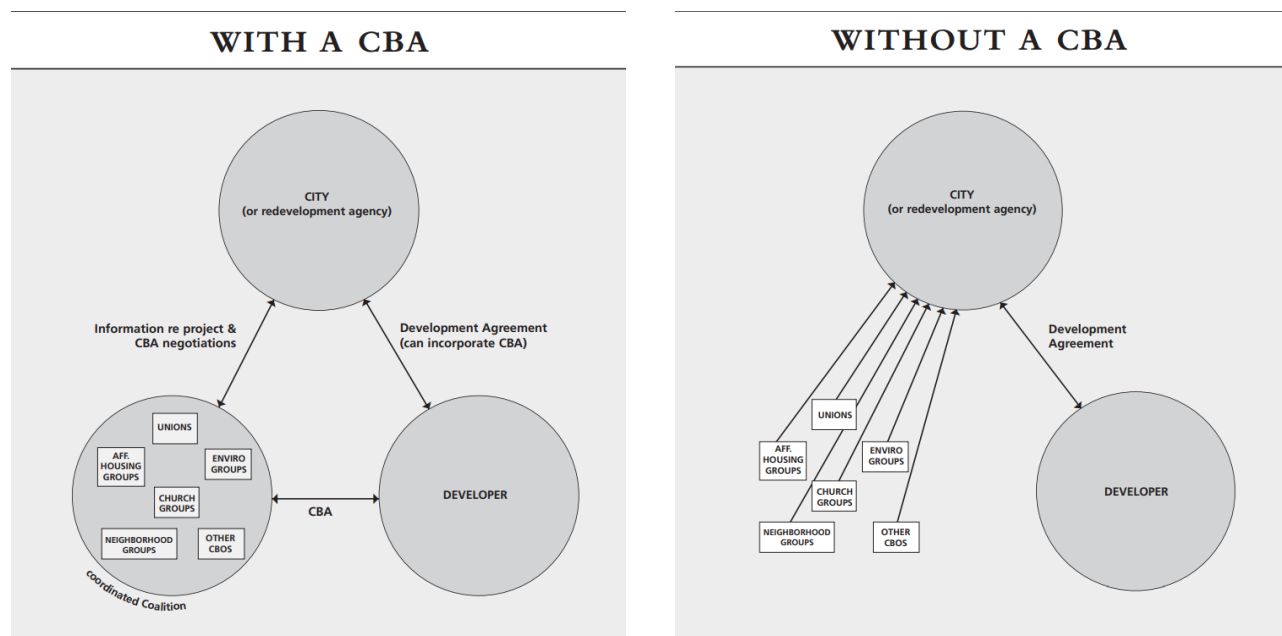 WITH A CBA
CITY
(or redevelopment agency)
Information re project &
CBA negotiations
Development Agreement
(can incorporate CBA)
UNIONS
AFF.
HOUSING
GROUPS
ENVIRO
GROUPS
CHURCH
GROUPS
NEIGHBORHOOD
GROUPS
OTHER
CBOS
coordinated Coalition
CBA
DEVELOPER
WITHOUT A CBA
CITY
(or redevelopment agency)
Development
Agreement
UNIONS
AFF.
HOUSING
GROUPS
ENVIRO
GROUPS
CHURCH
GROUPS
NEIGHBORHOOD
GROUPS
OTHER
CBOS
DEVELOPER